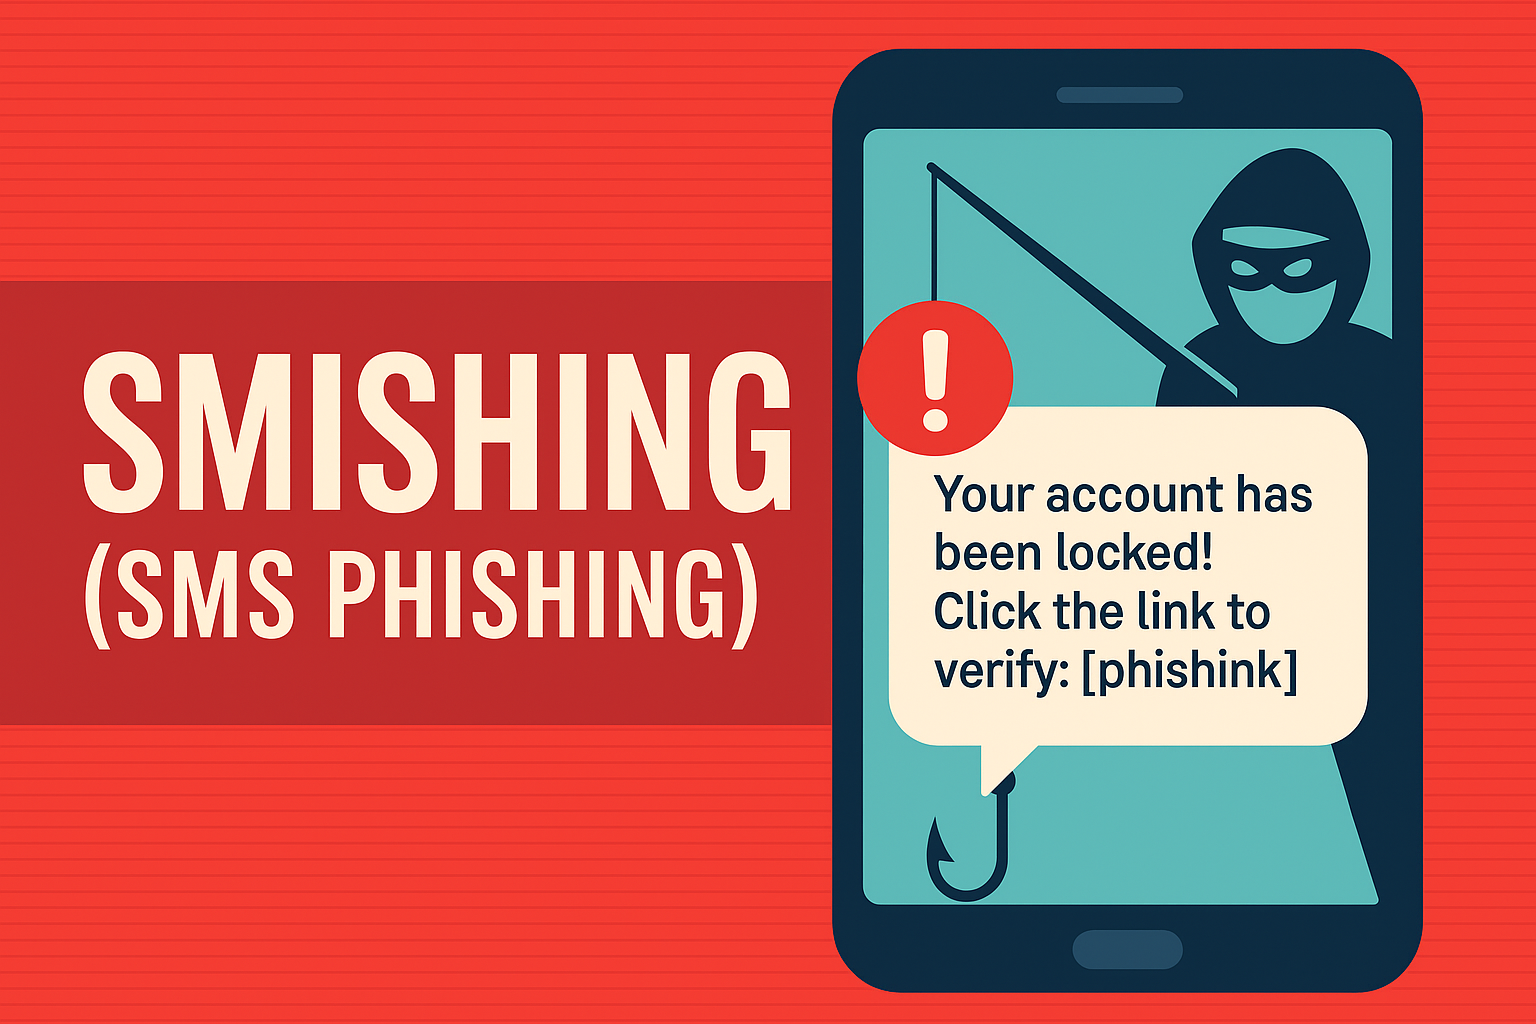 SMISHING
(SMS PHISHING)
!
Your account has
been locked!
Click the link to
verify: [phishink]